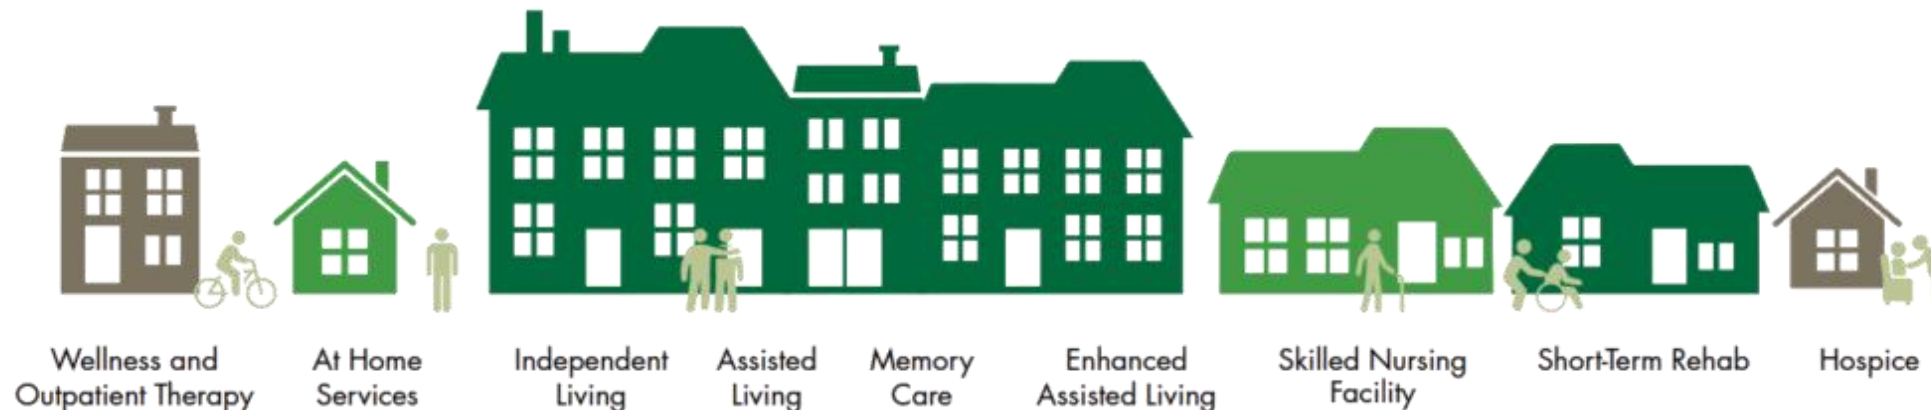 Wellness and
Outpatient Therapy
At Home
Services
Independent
Living
Assisted
Living
Memory
Care
Enhanced
Assisted Living
Skilled Nursing
Facility
Short-Term Rehab
Hospice